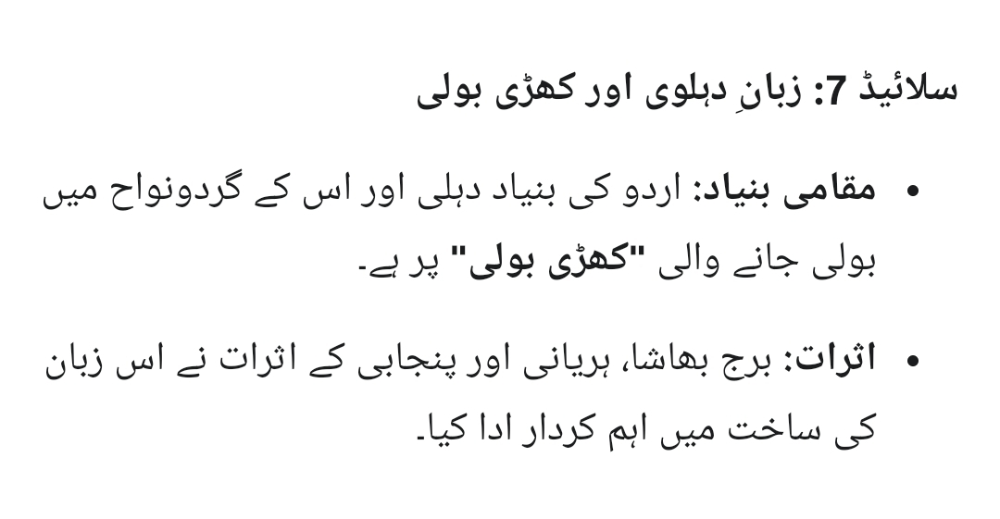 سلائیڈ 7: زبانِ دہلوی اور کھڑی بولی
• مقامی بنیاد: اردو کی بنیاد دہلی اور اس کے گردونواح میں
بولی جانے والی "کھڑی بولی" پر ہے۔
• اثرات: برج بھاشا، ہریانی اور پنجابی کے اثرات نے اس زبان
کی ساخت میں اہم کردار ادا کیا۔